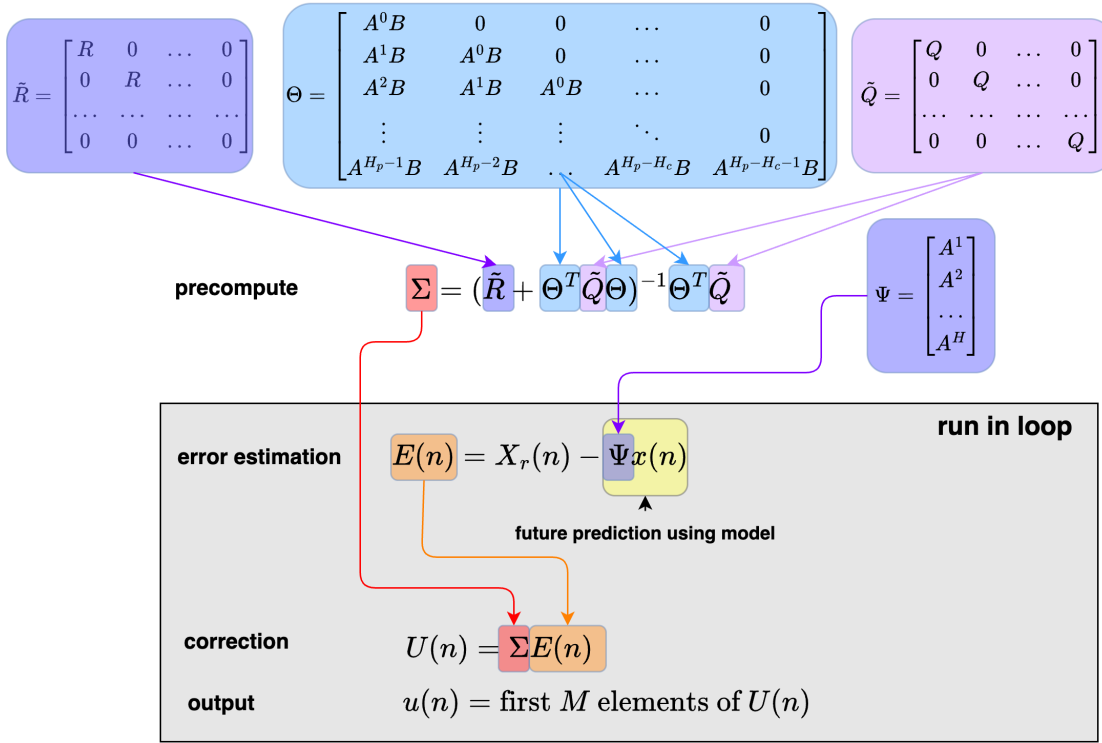 R̃ = [R 0 … 0; 0 R … 0; … … … …; 0 0 … 0]
Θ = [A⁰B 0 0 … 0; A¹B A⁰B 0 … 0; A²B A¹B A⁰B … 0; ⋮ ⋮ ⋮ ⋱ 0; A^{H_p−1}B A^{H_p−2}B … A^{H_p−H_c}B A^{H_p−H_c−1}B]
Q̃ = [Q 0 … 0; 0 Q … 0; … … … …; 0 0 … Q]
precompute
Σ = (R̃ + Θ^T Q̃Θ)^{−1}Θ^T Q̃
Ψ = [A¹; A²; …; A^H]
run in loop
error estimation
E(n) = X_r(n) − Ψx(n)
future prediction using model
correction
U(n) = ΣE(n)
output
u(n) = first M elements of U(n)